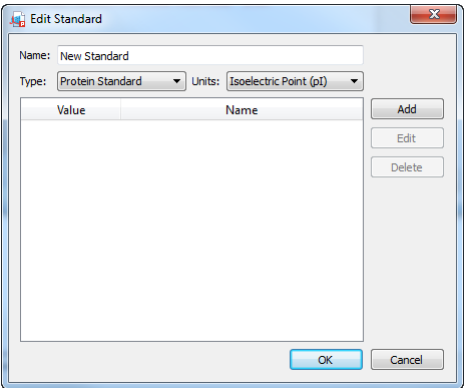 Edit Standard
Name: New Standard
Type: Protein Standard Units: Isoelectric Point (pI)
Value Name Add
Edit
Delete
OK Cancel